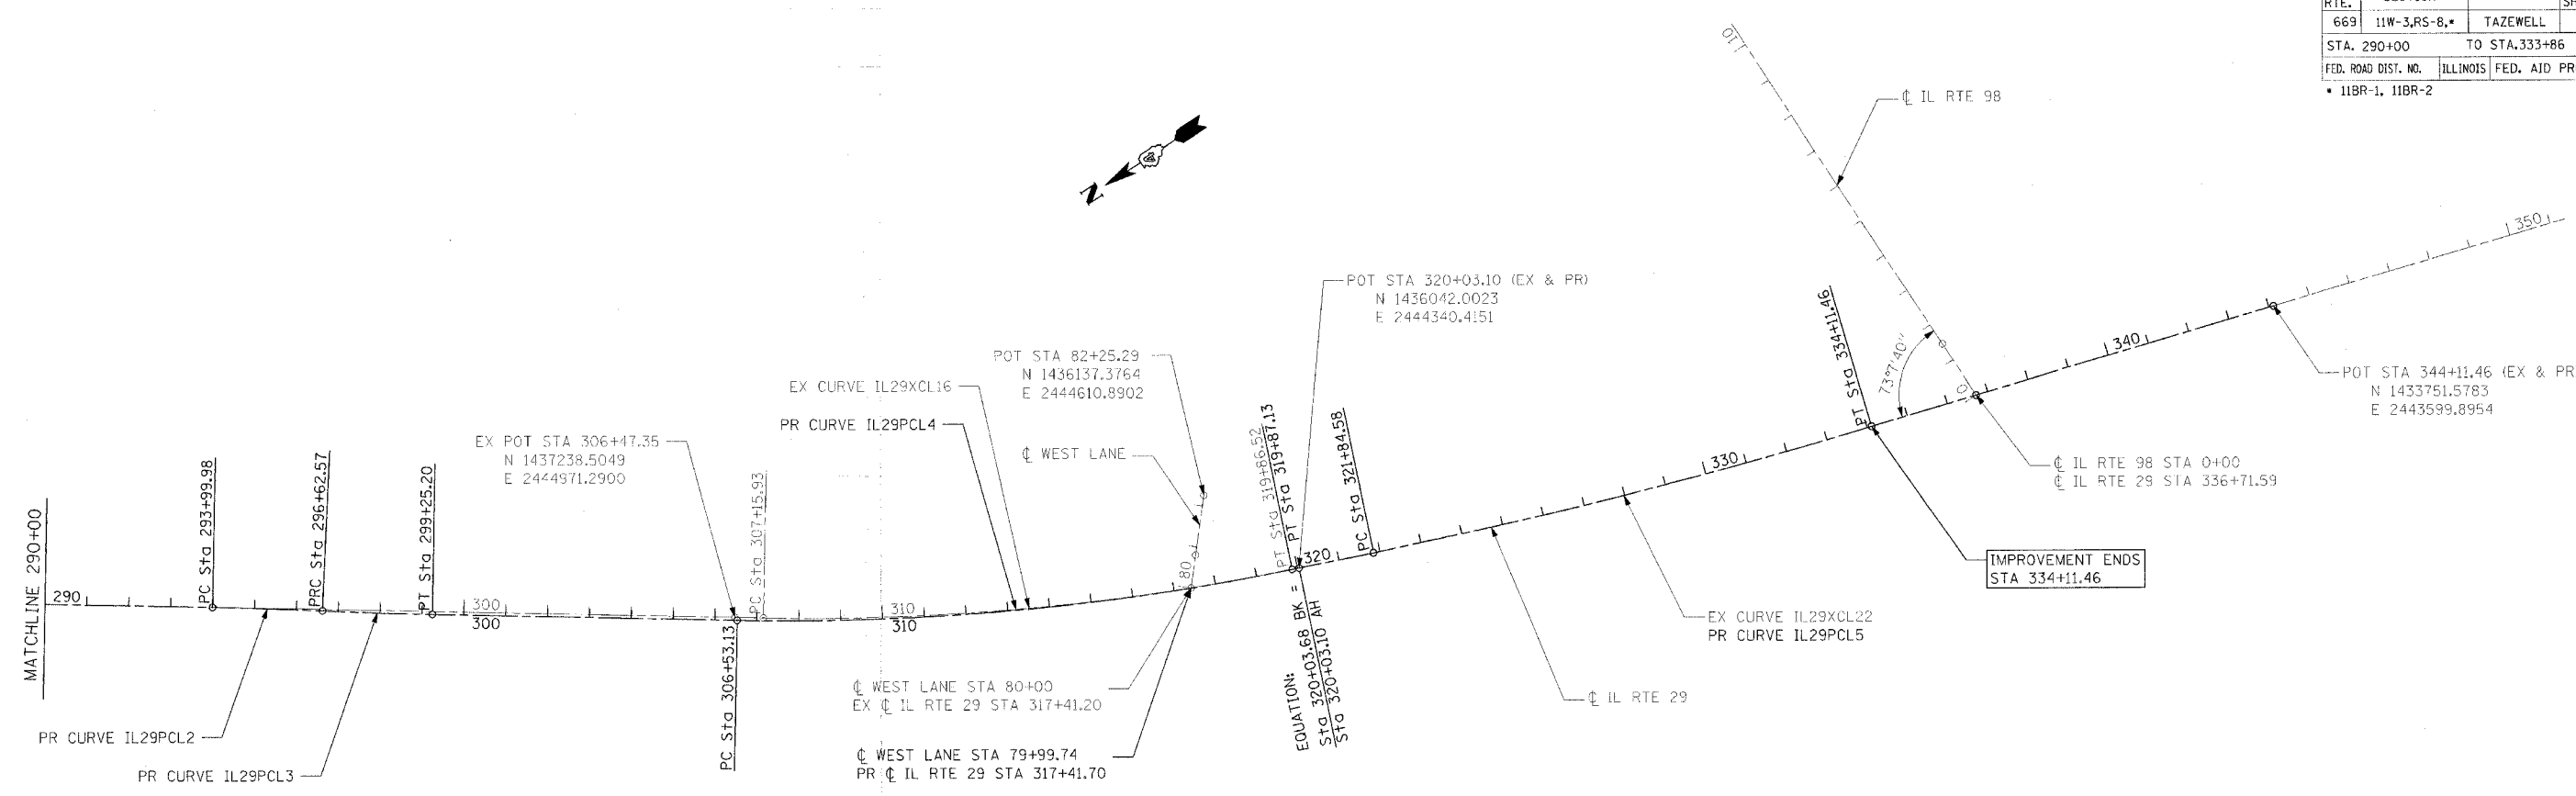 RTE.
669 11W-3,RS-8,* TAZEWELL
STA. 290+00 TO STA.333+86
FED. ROAD DIST. NO. ILLINOIS FED. AID PR
* 11BR-1, 11BR-2
10
℄ IL RTE 98
N
350
POT STA 320+03.10 (EX & PR)
N 1436042.0023
E 2444340.4151
PT Sta 334+11.46
73°7'40"
0
340
POT STA 344+11.46 (EX & PR
N 1433751.5783
E 2443599.8954
POT STA 82+25.29
N 1436137.3764
E 2444610.8902
EX CURVE IL29XCL16
PR CURVE IL29PCL4
℄ WEST LANE
EX POT STA 306+47.35
N 1437238.5049
E 2444971.2900
PT Sta 319+86.52
PT Sta 319+87.13
PC Sta 321+84.58
330
℄ IL RTE 98 STA 0+00
℄ IL RTE 29 STA 336+71.59
MATCHLINE 290+00
290
PC Sta 293+99.98
PRC Sta 296+62.57
PT Sta 299+25.20
300
300
PC Sta 307+15.93
PC Sta 306+53.13
310
310
80
320
IMPROVEMENT ENDS
STA 334+11.46
EX CURVE IL29XCL22
PR CURVE IL29PCL5
℄ WEST LANE STA 80+00
EX ℄ IL RTE 29 STA 317+41.20
EQUATION:
Sta 320+03.68 BK =
Sta 320+03.10 AH
℄ IL RTE 29
PR CURVE IL29PCL2
℄ WEST LANE STA 79+99.74
PR ℄ IL RTE 29 STA 317+41.70
PR CURVE IL29PCL3